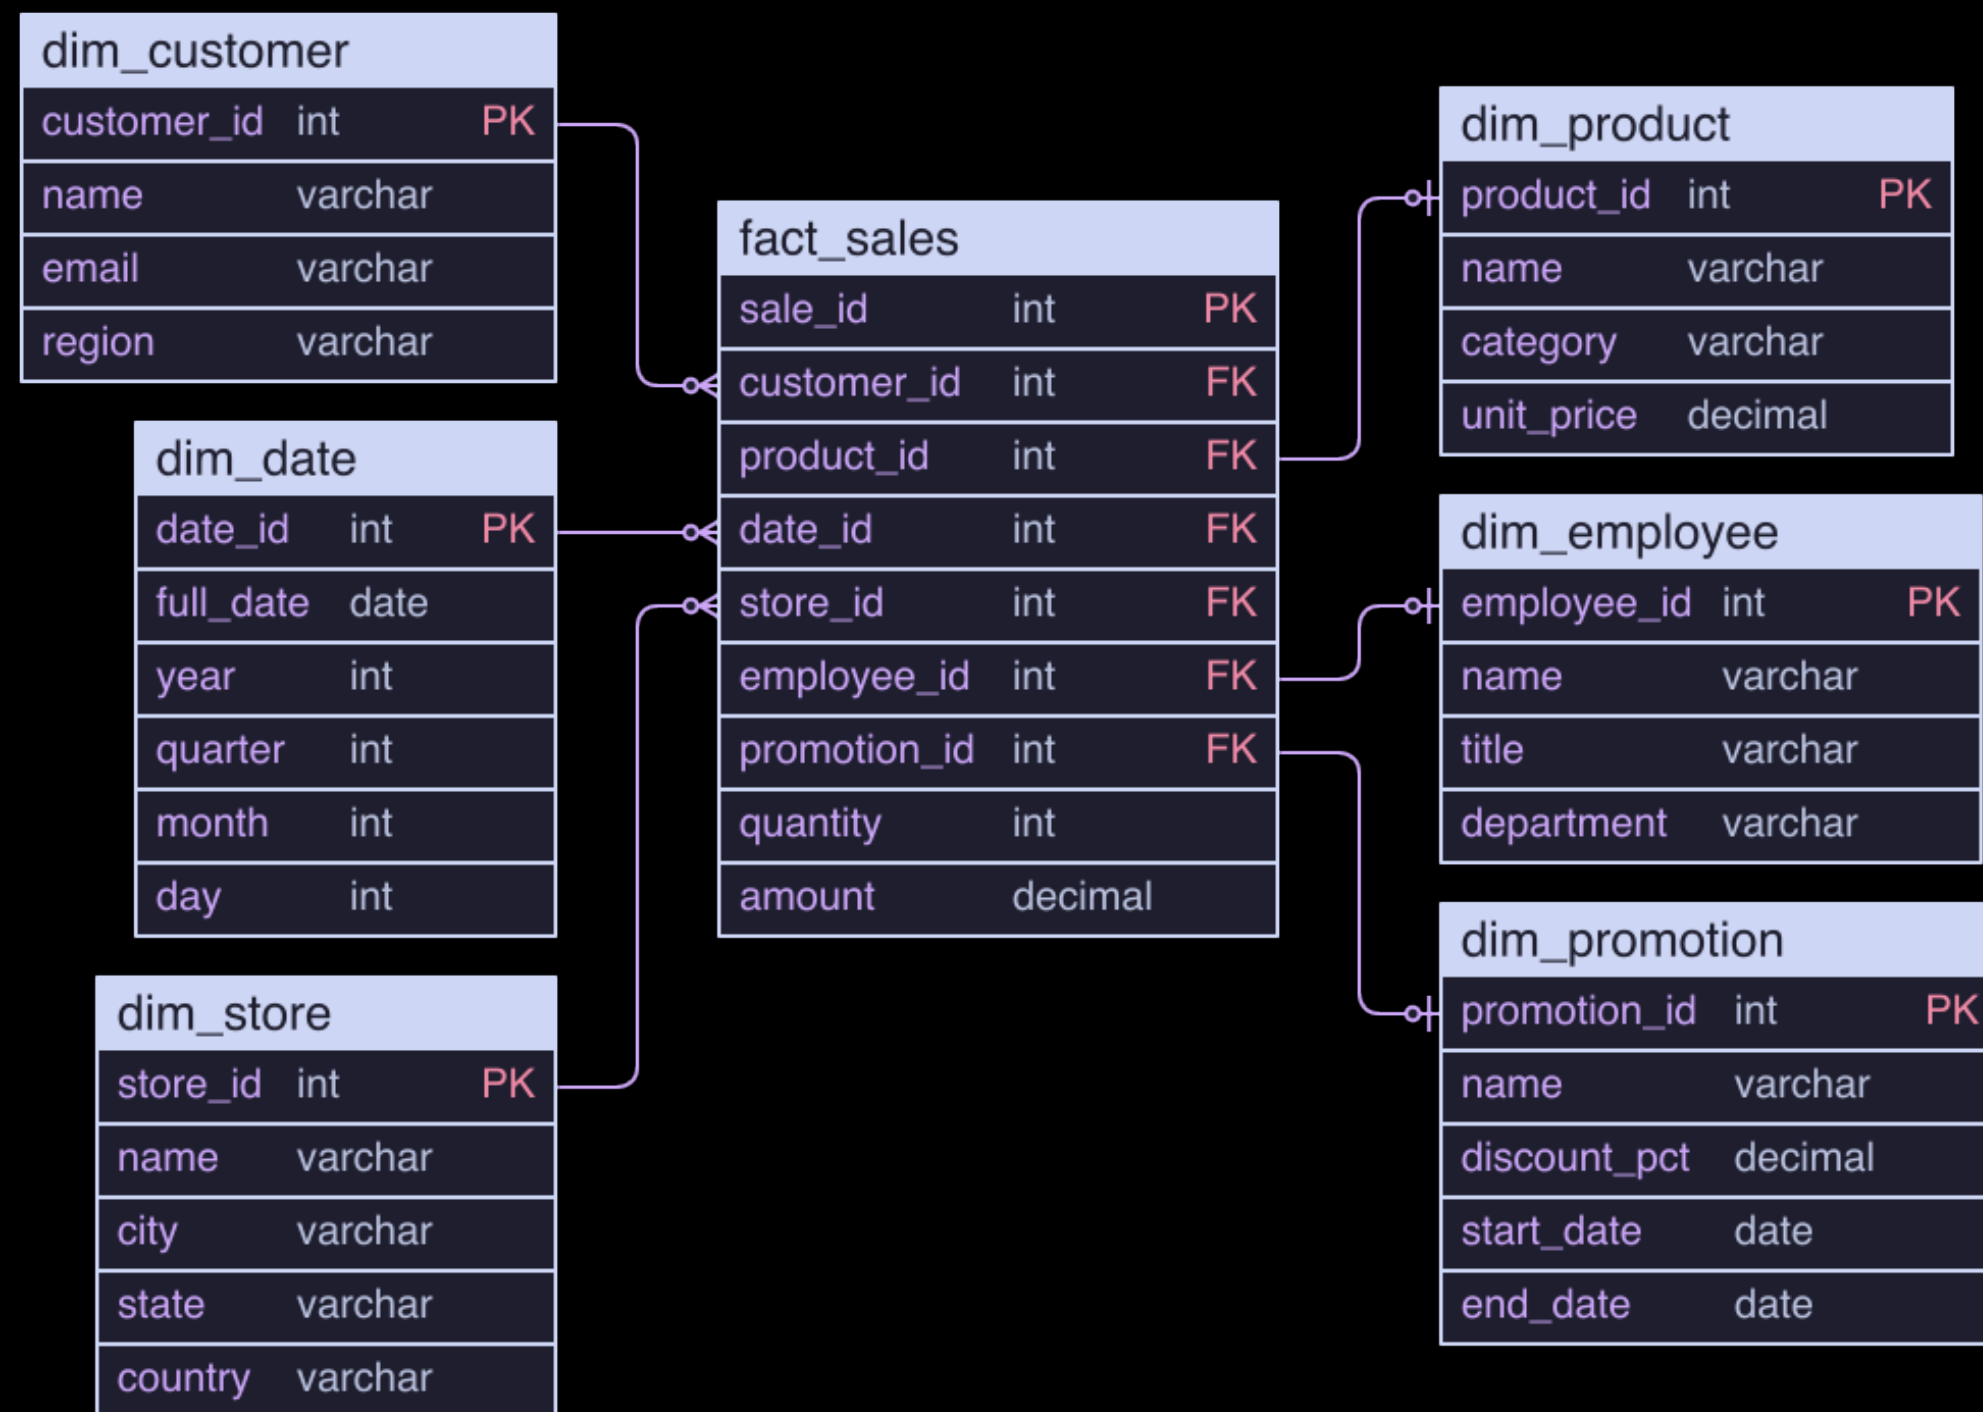 dim_customer
customer_id int PK
name varchar
email varchar
region varchar
dim_date
date_id int PK
full_date date
year int
quarter int
month int
day int
dim_store
store_id int PK
name varchar
city varchar
state varchar
country varchar
fact_sales
sale_id int PK
customer_id int FK
product_id int FK
date_id int FK
store_id int FK
employee_id int FK
promotion_id int FK
quantity int
amount decimal
dim_product
product_id int PK
name varchar
category varchar
unit_price decimal
dim_employee
employee_id int PK
name varchar
title varchar
department varchar
dim_promotion
promotion_id int PK
name varchar
discount_pct decimal
start_date date
end_date date